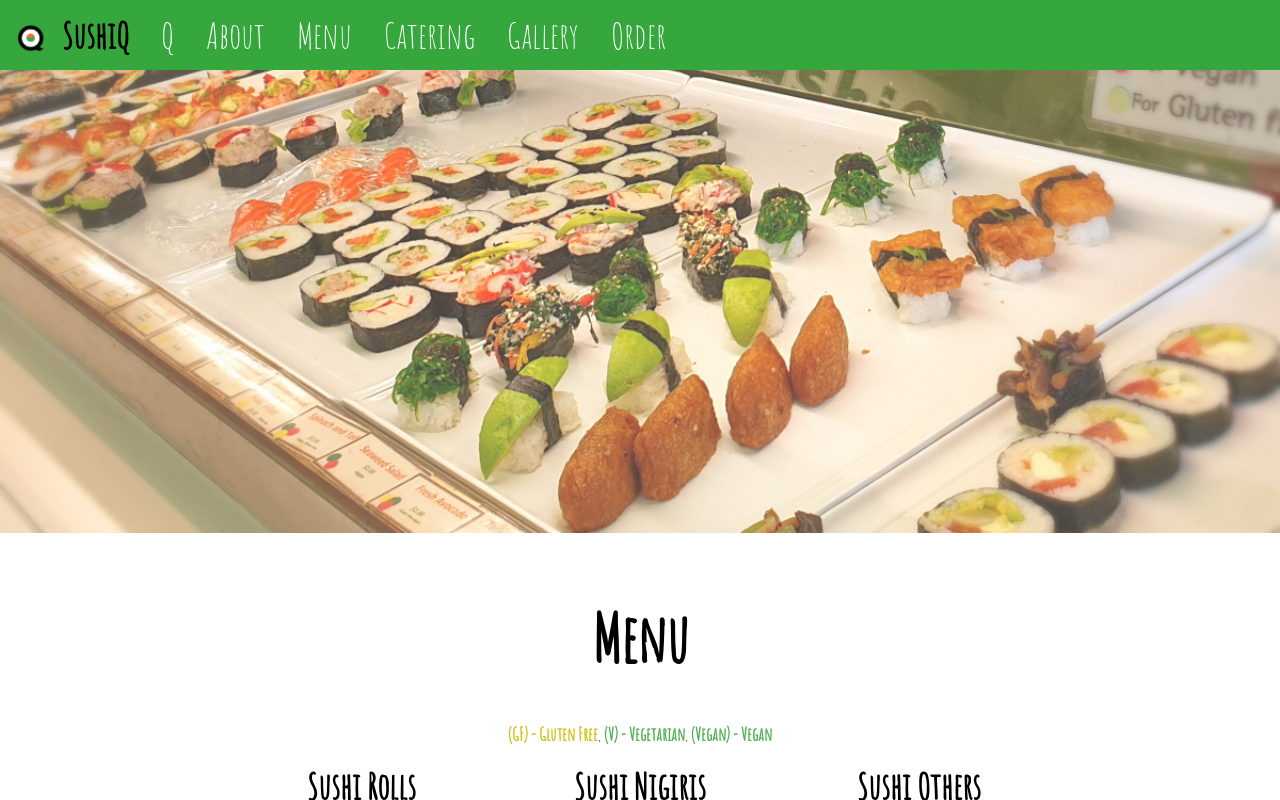 SushiQ Q About Menu Catering Gallery Order
Vegan
For Gluten
Spinach and
Seaweed Salad
Fresh Avocado
Menu
(GF) - Gluten Free, (V) - Vegetarian, (Vegan) - Vegan
Sushi Rolls Sushi Nigiris Sushi Others